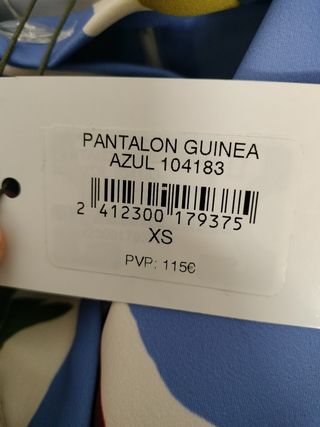 PANTALON GUINEA
AZUL 104183
2 412300 179375
XS
PVP: 115€